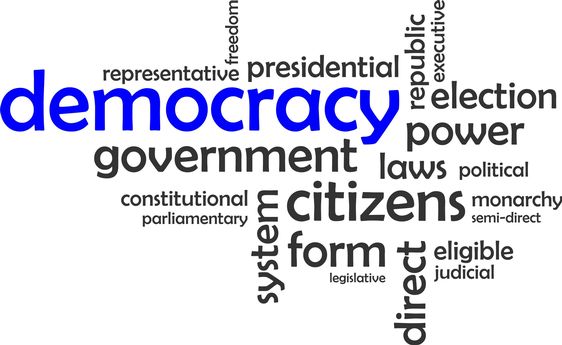 freedom
executive
republic
representative
presidential
democracy
election
power
government
laws
political
constitutional
citizens
monarchy
parliamentary
semi-direct
system
form
direct
eligible
legislative
judicial